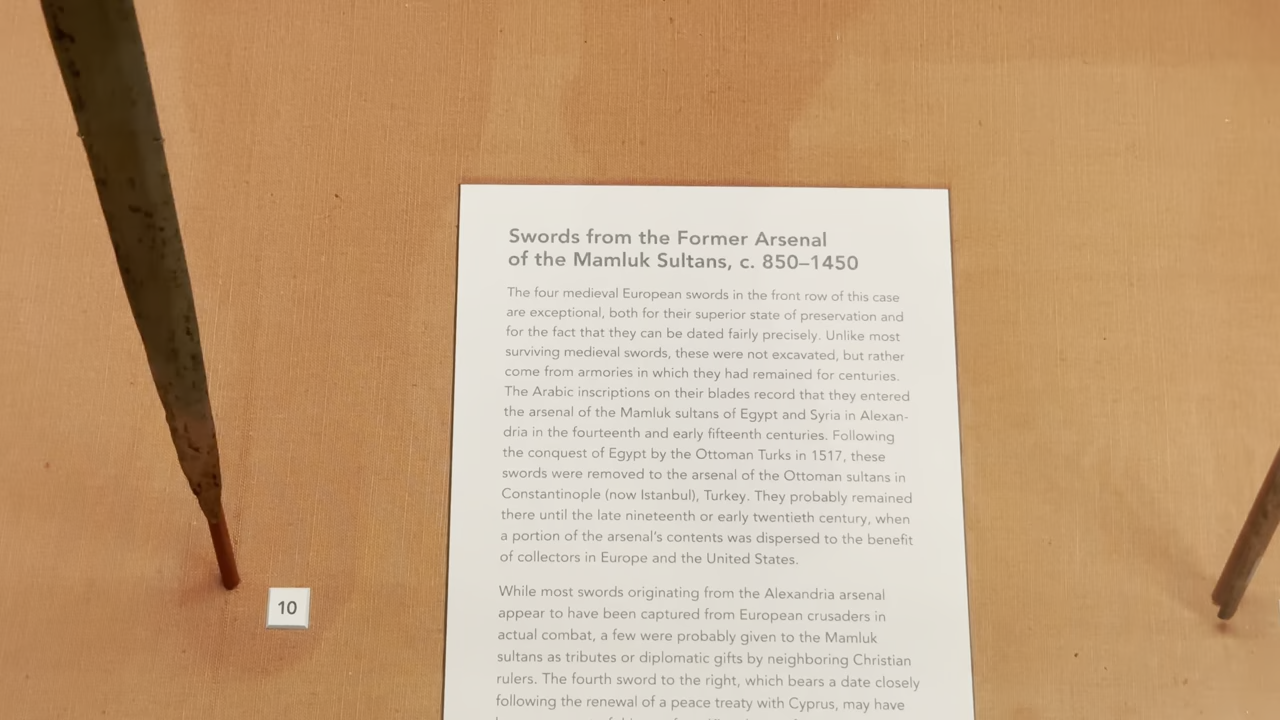 Swords from the Former Arsenal
of the Mamluk Sultans, c. 850–1450
The four medieval European swords in the front row of this case
are exceptional, both for their superior state of preservation and
for the fact that they can be dated fairly precisely. Unlike most
surviving medieval swords, these were not excavated, but rather
come from armories in which they had remained for centuries.
The Arabic inscriptions on their blades record that they entered
the arsenal of the Mamluk sultans of Egypt and Syria in Alexan-
dria in the fourteenth and early fifteenth centuries. Following
the conquest of Egypt by the Ottoman Turks in 1517, these
swords were removed to the arsenal of the Ottoman sultans in
Constantinople (now Istanbul), Turkey. They probably remained
there until the late nineteenth or early twentieth century, when
a portion of the arsenal's contents was dispersed to the benefit
of collectors in Europe and the United States.
While most swords originating from the Alexandria arsenal
appear to have been captured from European crusaders in
actual combat, a few were probably given to the Mamluk
sultans as tributes or diplomatic gifts by neighboring Christian
rulers. The fourth sword to the right, which bears a date closely
following the renewal of a peace treaty with Cyprus, may have
10